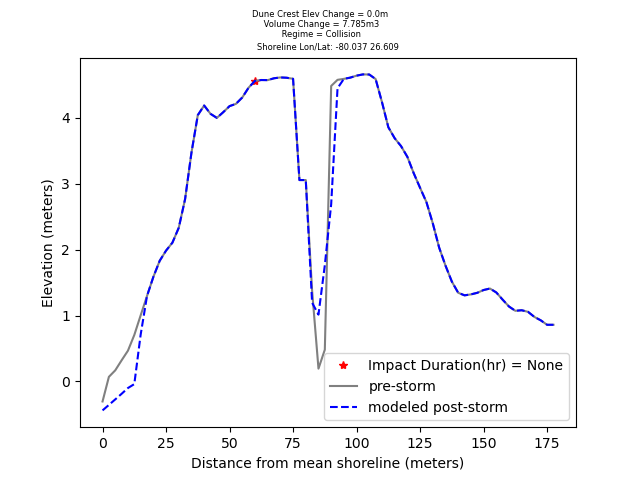 Dune Crest Elev Change = 0.0m
Volume Change = 7.785m3
Regime = Collision
Shoreline Lon/Lat: -80.037 26.609
Elevation (meters)
4
3
2
1
0
Impact Duration(hr) = None
pre-storm
modeled post-storm
0 25 50 75 100 125 150 175
Distance from mean shoreline (meters)